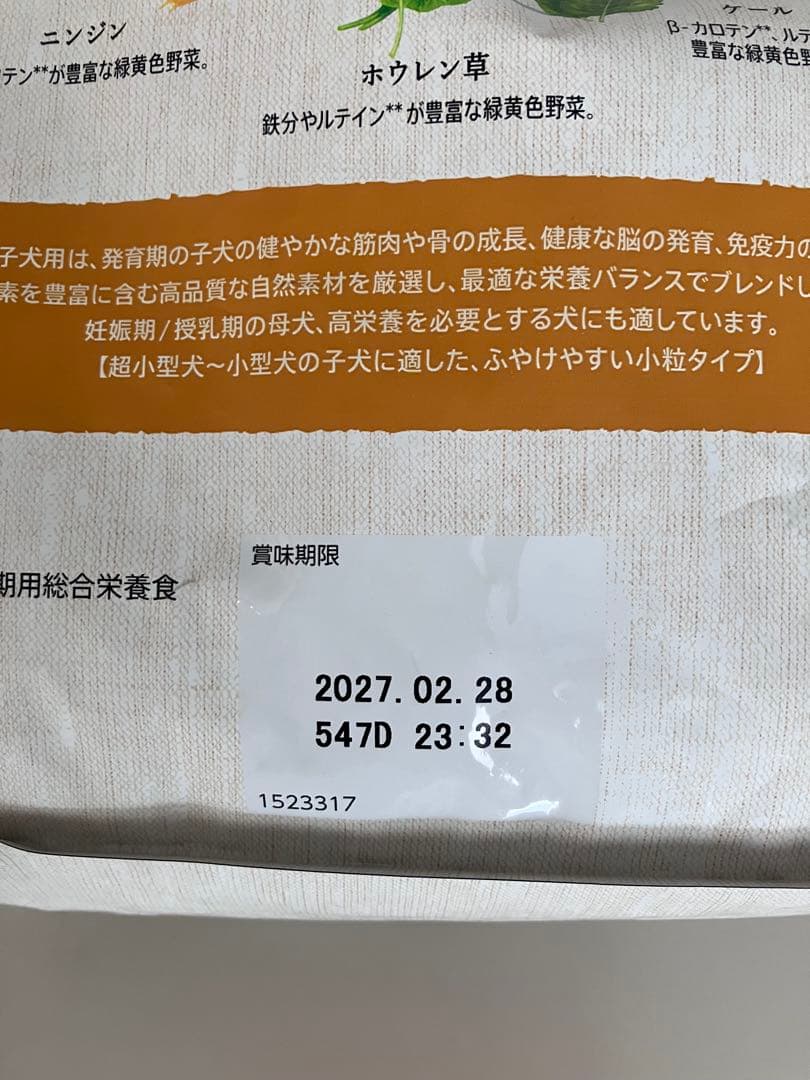 ニンジン
テン**が豊富な緑黄色野菜。
ホウレン草
鉄分やルテイン**が豊富な緑黄色野菜。
ケール
β-カロテン**、ルテ
豊富な緑黄色野
子犬用は、発育期の子犬の健やかな筋肉や骨の成長、健康な脳の発育、免疫力の
素を豊富に含む高品質な自然素材を厳選し、最適な栄養バランスでブレンドし
妊娠期/授乳期の母犬、高栄養を必要とする犬にも適しています。
【超小型犬～小型犬の子犬に適した、ふやけやすい小粒タイプ】
期用総合栄養食
賞味期限
2027.02.28
547D 23:32
1523317